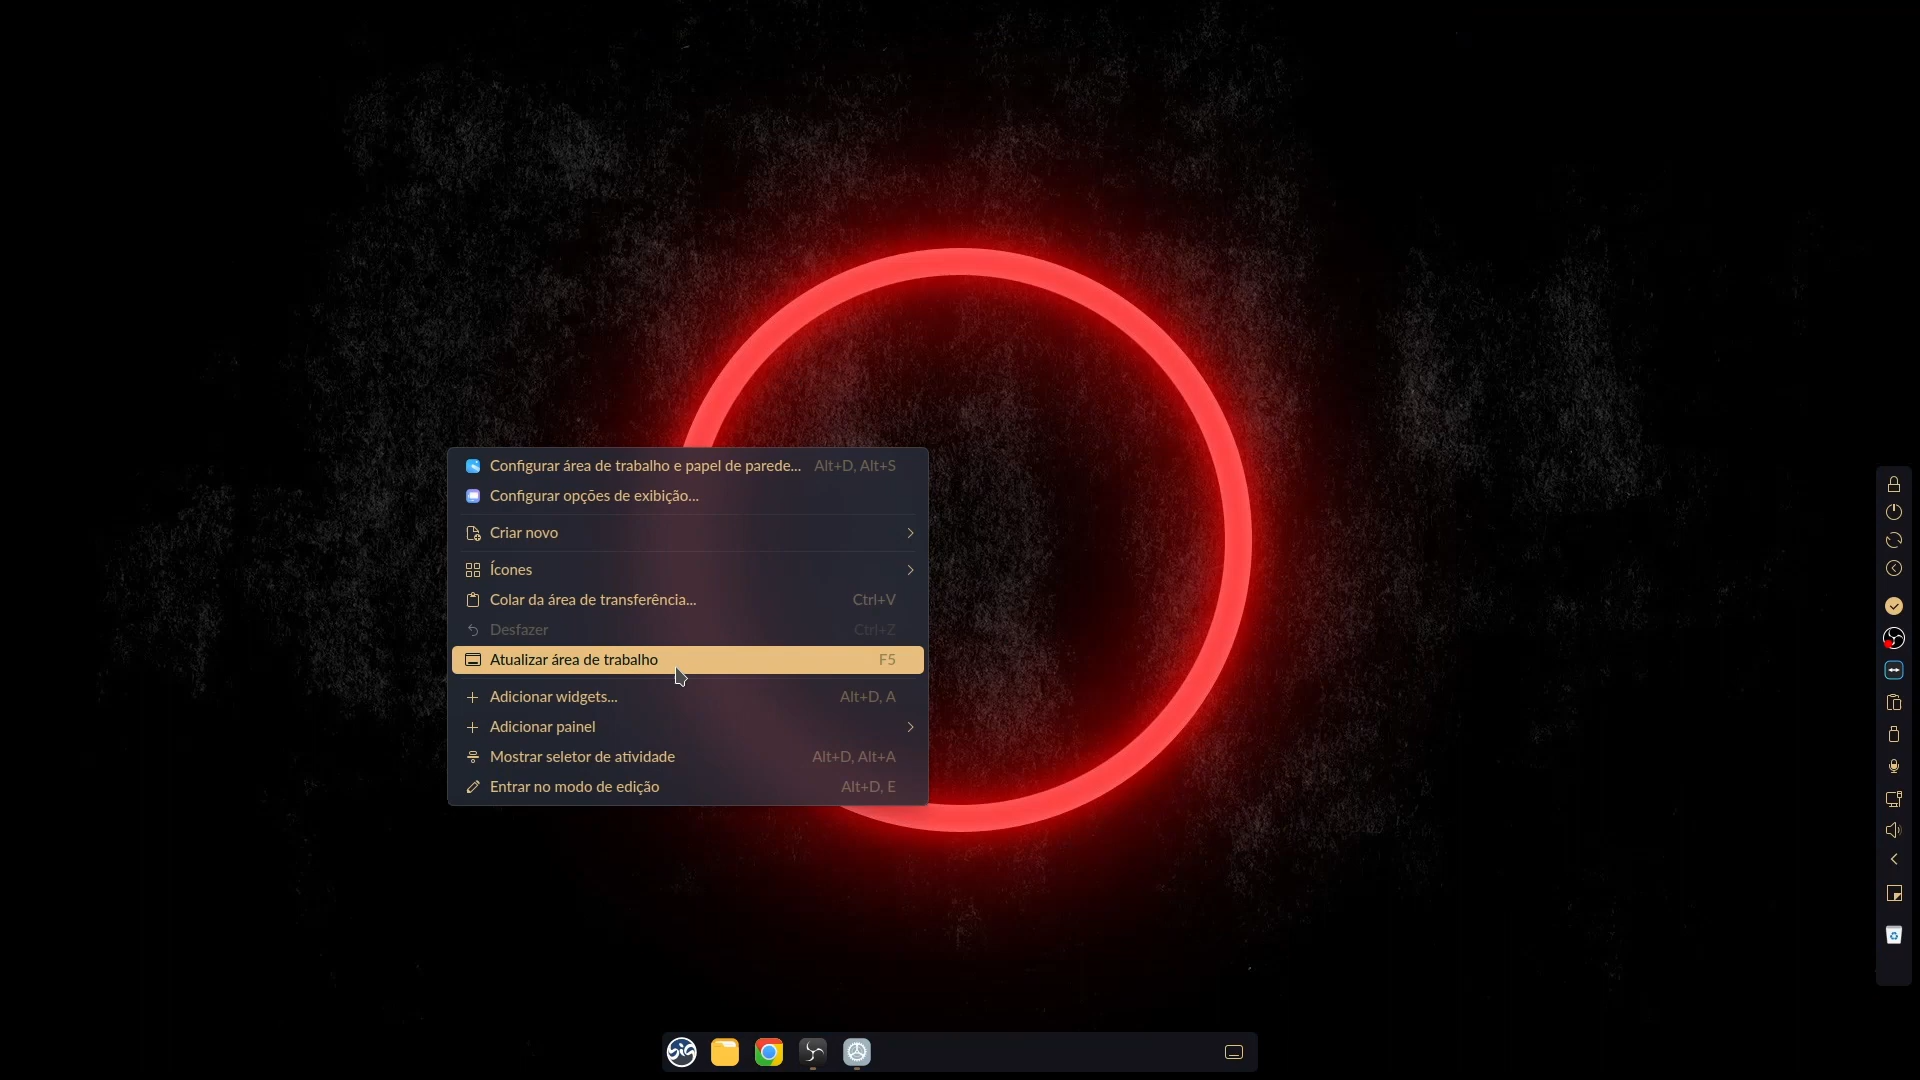 Configurar área de trabalho e papel de parede... Alt+D, Alt+S
Configurar opções de exibição...
Criar novo
Ícones
Colar da área de transferência... Ctrl+V
Desfazer Ctrl+Z
Atualizar área de trabalho F5
Adicionar widgets... Alt+D, A
Adicionar painel
Mostrar seletor de atividade Alt+D, Alt+A
Entrar no modo de edição Alt+D, E
big